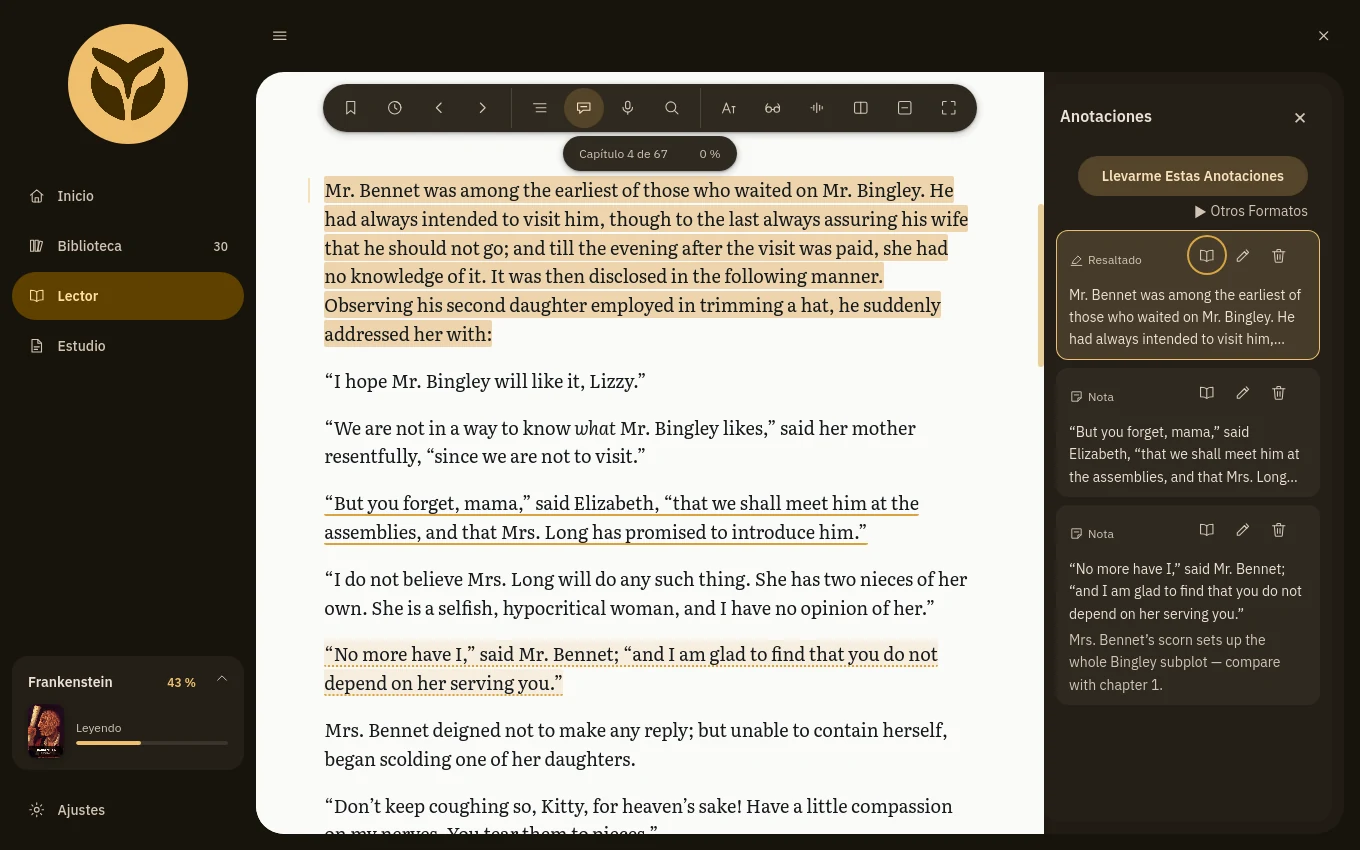 Inicio
Biblioteca 30
Lector
Estudio
Frankenstein 43 %
Leyendo
Ajustes
Capítulo 4 de 67 0 %
Mr. Bennet was among the earliest of those who waited on Mr. Bingley. He
had always intended to visit him, though to the last always assuring his wife
that he should not go; and till the evening after the visit was paid, she had
no knowledge of it. It was then disclosed in the following manner.
Observing his second daughter employed in trimming a hat, he suddenly
addressed her with:
“I hope Mr. Bingley will like it, Lizzy.”
“We are not in a way to know what Mr. Bingley likes,” said her mother
resentfully, “since we are not to visit.”
“But you forget, mama,” said Elizabeth, “that we shall meet him at the
assemblies, and that Mrs. Long has promised to introduce him.”
“I do not believe Mrs. Long will do any such thing. She has two nieces of her
own. She is a selfish, hypocritical woman, and I have no opinion of her.”
“No more have I,” said Mr. Bennet; “and I am glad to find that you do not
depend on her serving you.”
Mrs. Bennet deigned not to make any reply; but unable to contain herself,
began scolding one of her daughters.
“Don’t keep coughing so, Kitty, for heaven’s sake! Have a little compassion
on my nerves. You tear them to pieces.”
Anotaciones
Llevarme Estas Anotaciones
Otros Formatos
Resaltado
Mr. Bennet was among the earliest of
those who waited on Mr. Bingley. He
had always intended to visit him,...
Nota
“But you forget, mama,” said
Elizabeth, “that we shall meet him at
the assemblies, and that Mrs. Long...
Nota
“No more have I,” said Mr. Bennet;
“and I am glad to find that you do not
depend on her serving you.”
Mrs. Bennet’s scorn sets up the
whole Bingley subplot — compare
with chapter 1.